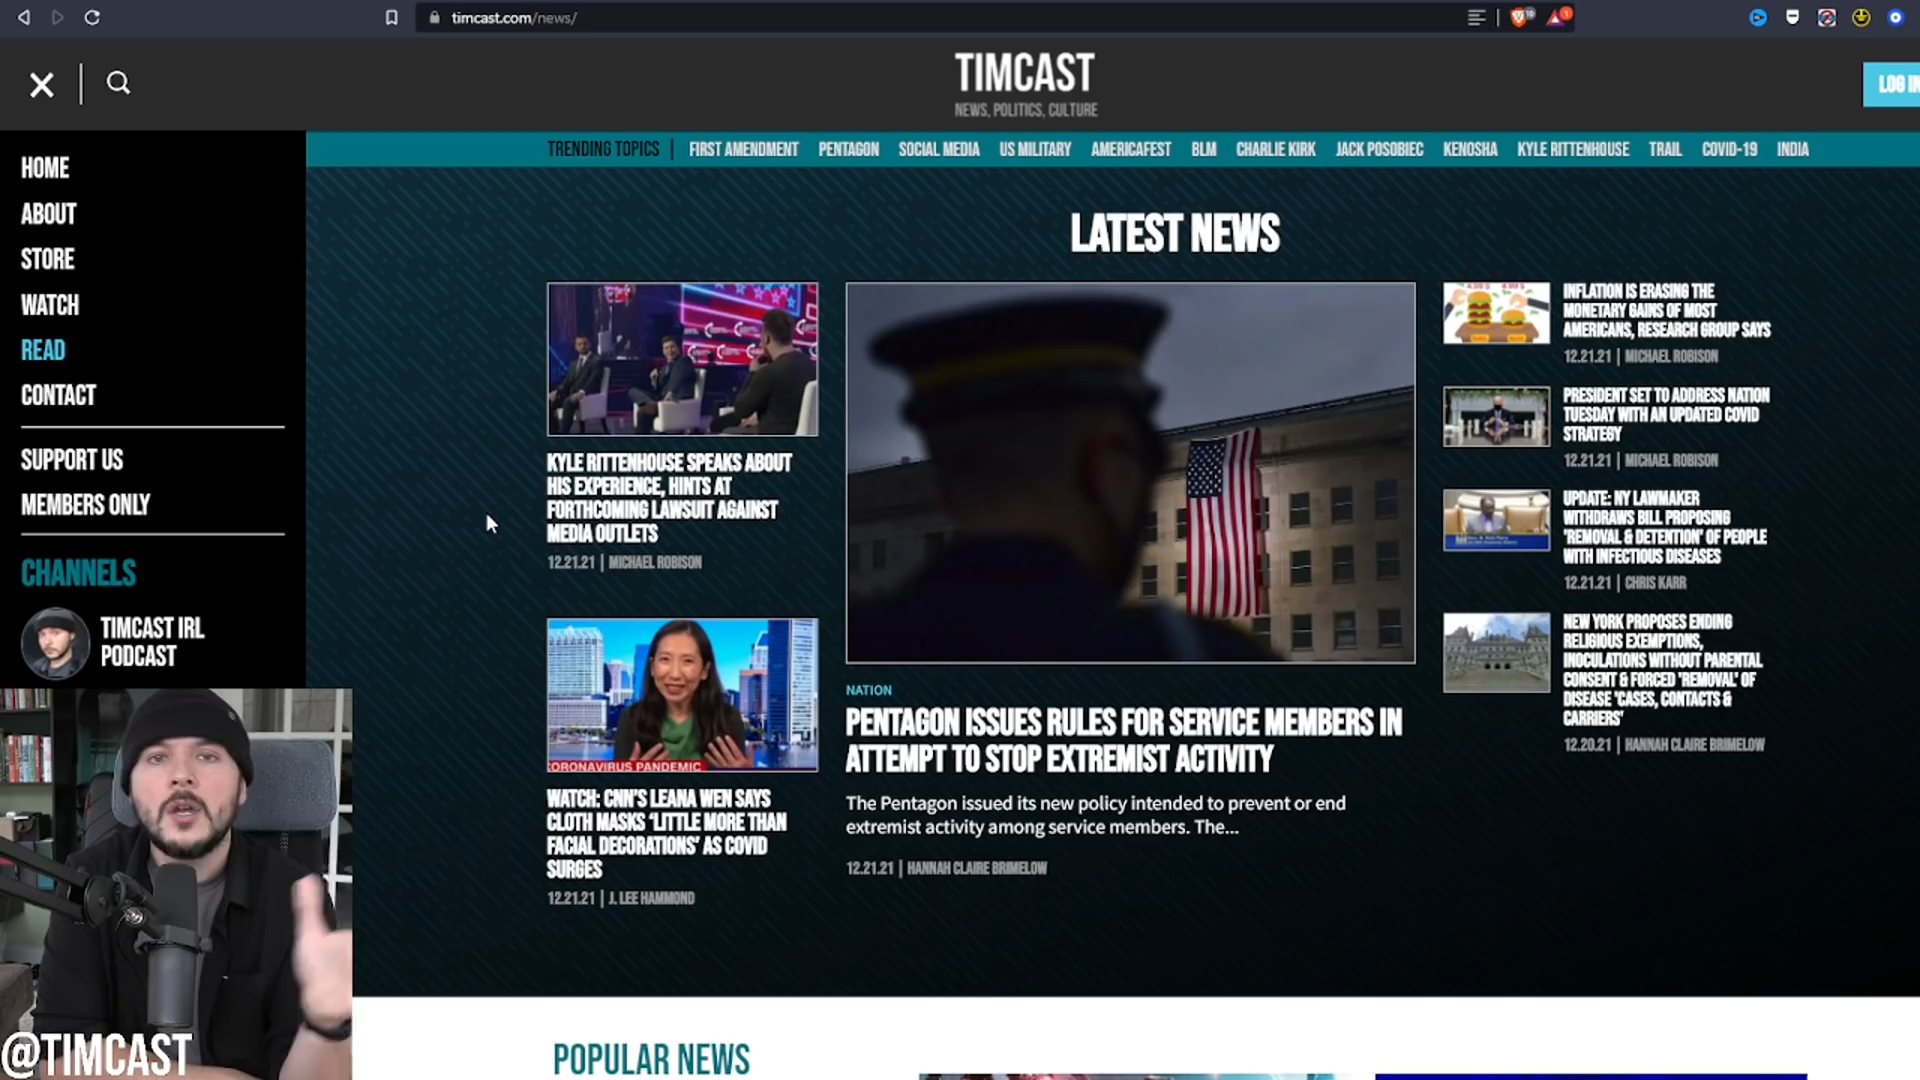 timcast.com/news/
TIMCAST
NEWS, POLITICS, CULTURE
LOG IN
HOME
ABOUT
STORE
WATCH
READ
CONTACT
SUPPORT US
MEMBERS ONLY
CHANNELS
TIMCAST IRL
PODCAST
TRENDING TOPICS | FIRST AMENDMENT PENTAGON SOCIAL MEDIA US MILITARY AMERICAFEST BLM CHARLIE KIRK JACK POSOBIEC KENOSHA KYLE RITTENHOUSE TRAIL COVID-19 INDIA
LATEST NEWS
KYLE RITTENHOUSE SPEAKS ABOUT
HIS EXPERIENCE, HINTS AT
FORTHCOMING LAWSUIT AGAINST
MEDIA OUTLETS
12.21.21 | MICHAEL ROBISON
CORONAVIRUS PANDEMIC
WATCH: CNN'S LEANA WEN SAYS
CLOTH MASKS 'LITTLE MORE THAN
FACIAL DECORATIONS' AS COVID
SURGES
12.21.21 | J. LEE HAMMOND
NATION
PENTAGON ISSUES RULES FOR SERVICE MEMBERS IN
ATTEMPT TO STOP EXTREMIST ACTIVITY
The Pentagon issued its new policy intended to prevent or end
extremist activity among service members. The...
12.21.21 | HANNAH CLAIRE BRIMELOW
INFLATION IS ERASING THE
MONETARY GAINS OF MOST
AMERICANS, RESEARCH GROUP SAYS
12.21.21 | MICHAEL ROBISON
PRESIDENT SET TO ADDRESS NATION
TUESDAY WITH AN UPDATED COVID
STRATEGY
12.21.21 | MICHAEL ROBISON
UPDATE: NY LAWMAKER
WITHDRAWS BILL PROPOSING
'REMOVAL & DETENTION' OF PEOPLE
WITH INFECTIOUS DISEASES
12.21.21 | CHRIS KARR
NEW YORK PROPOSES ENDING
RELIGIOUS EXEMPTIONS,
INOCULATIONS WITHOUT PARENTAL
CONSENT & FORCED 'REMOVAL' OF
DISEASE 'CASES, CONTACTS &
CARRIERS'
12.20.21 | HANNAH CLAIRE BRIMELOW
@TIMCAST
POPULAR NEWS